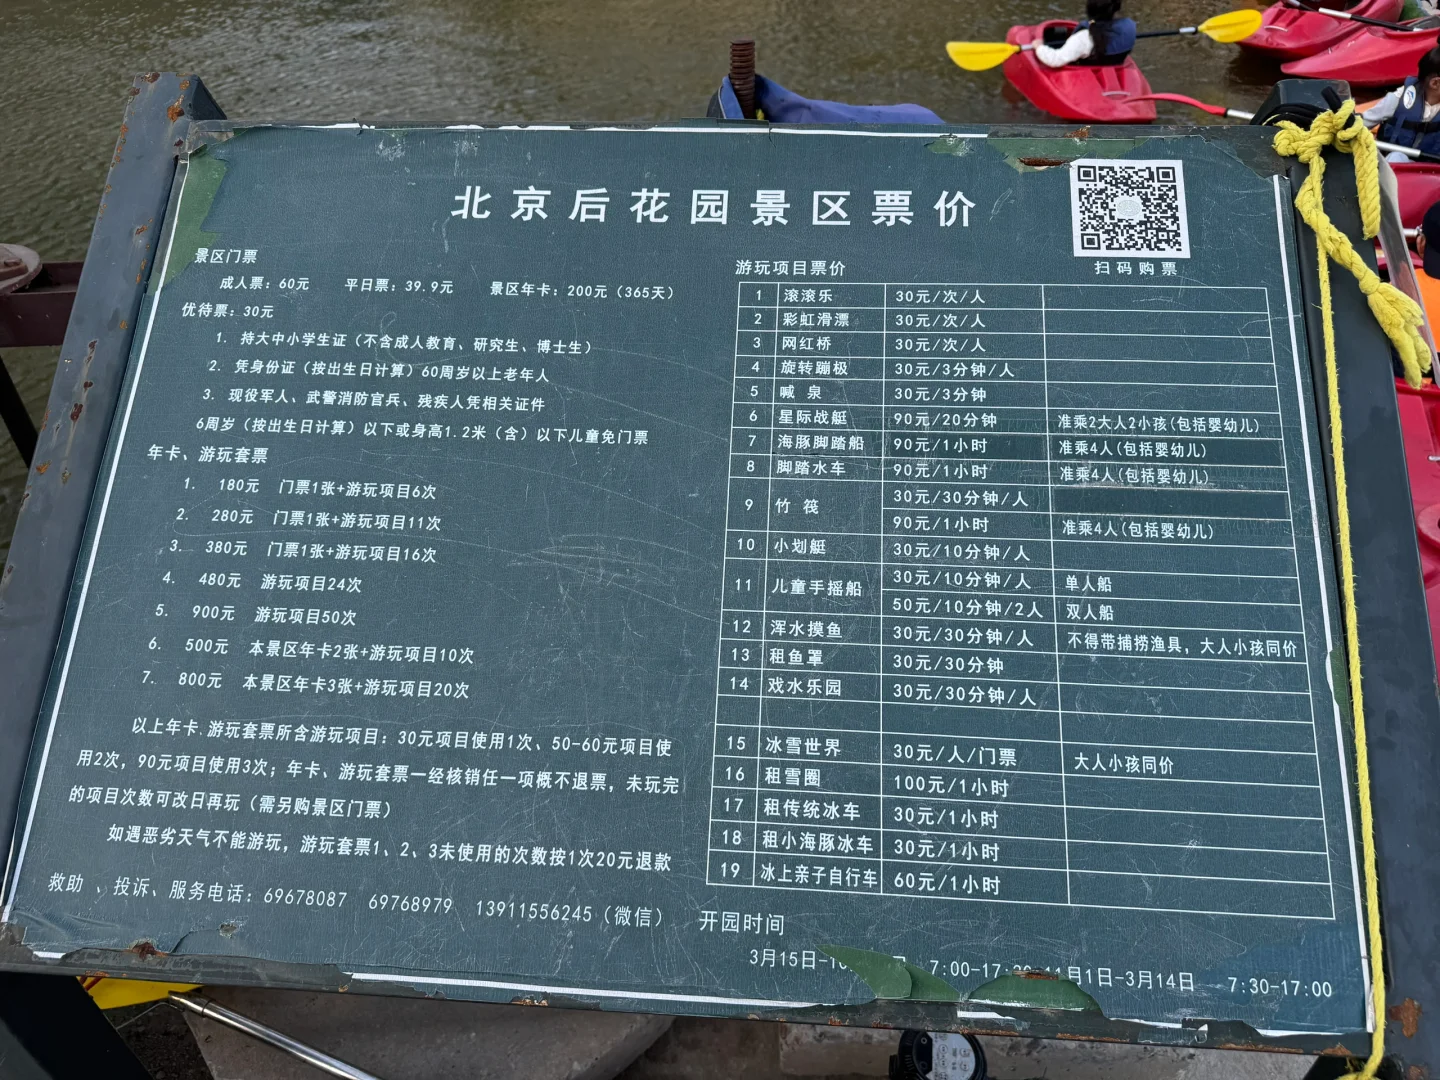 北京后花园景区票价
扫码购票
景区门票
成人票：60元 平日票：39.9元 景区年卡：200元（365天）
优待票：30元
1. 持大中小学生证（不含成人教育、研究生、博士生）
2. 凭身份证（按出生日计算）60周岁以上老年人
3. 现役军人、武警消防官兵、残疾人凭相关证件
6周岁（按出生日计算）以下或身高1.2米（含）以下儿童免门票
年卡、游玩套票
1. 180元 门票1张+游玩项目6次
2. 280元 门票1张+游玩项目11次
3. 380元 门票1张+游玩项目16次
4. 480元 游玩项目24次
5. 900元 游玩项目50次
6. 500元 本景区年卡2张+游玩项目10次
7. 800元 本景区年卡3张+游玩项目20次
以上年卡.游玩套票所含游玩项目：30元项目使用1次、50-60元项目使
用2次，90元项目使用3次；年卡、游玩套票一经核销任一项概不退票，未玩完
的项目次数可改日再玩（需另购景区门票）
如遇恶劣天气不能游玩，游玩套票1、2、3未使用的次数按1次20元退款
救助、投诉、服务电话：69678087 69768979 13911556245（微信）
游玩项目票价
1 滚滚乐 30元/次/人
2 彩虹滑漂 30元/次/人
3 网红桥 30元/次/人
4 旋转蹦极 30元/3分钟/人
5 喊泉 30元/3分钟
6 星际战艇 90元/20分钟 准乘2大人2小孩(包括婴幼儿)
7 海豚脚踏船 90元/1小时 准乘4人(包括婴幼儿)
8 脚踏水车 90元/1小时 准乘4人(包括婴幼儿)
9 竹筏 30元/30分钟/人
90元/1小时 准乘4人(包括婴幼儿)
10 小划艇 30元/10分钟/人
11 儿童手摇船 30元/10分钟/人 单人船
50元/10分钟/2人 双人船
12 浑水摸鱼 30元/30分钟/人 不得带捕捞渔具，大人小孩同价
13 租鱼罩 30元/30分钟
14 戏水乐园 30元/30分钟/人
15 冰雪世界 30元/人/门票 大人小孩同价
16 租雪圈 100元/1小时
17 租传统冰车 30元/1小时
18 租小海豚冰车 30元/1小时
19 冰上亲子自行车 60元/1小时
开园时间
3月15日-10 日 7:00-17:30 11月1日-3月14日 7:30-17:00